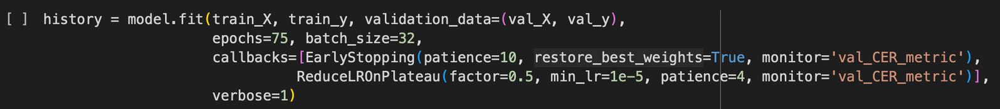 [ ] history = model.fit(train_X, train_y, validation_data=(val_X, val_y),
epochs=75, batch_size=32,
callbacks=[EarlyStopping(patience=10, restore_best_weights=True, monitor='val_CER_metric'),
ReduceLROnPlateau(factor=0.5, min_lr=1e-5, patience=4, monitor='val_CER_metric')],
verbose=1)